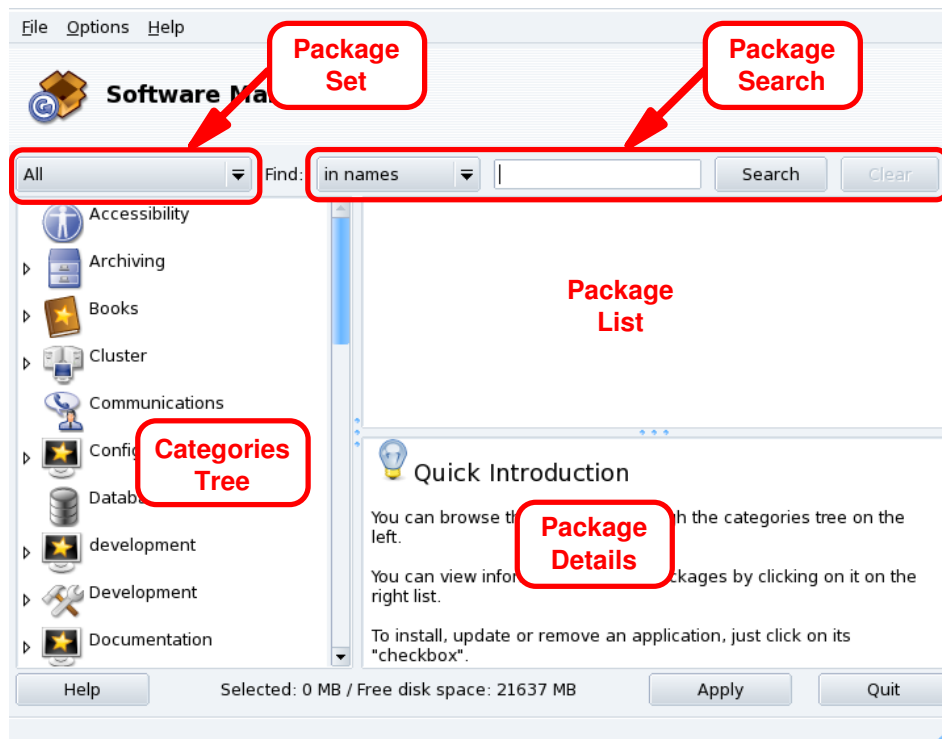 File Options Help
Package
Set
Package
Search
Software Ma
All
Find:
in names
Search
Clear
Accessibility
Archiving
Books
Cluster
Communications
Config
Databa
development
Development
Documentation
Categories
Tree
Package
List
Quick Introduction
You can browse th h the categories tree on the
left.
Package
Details
You can view infor ckages by clicking on it on the
right list.
To install, update or remove an application, just click on its
"checkbox".
Help
Selected: 0 MB / Free disk space: 21637 MB
Apply
Quit